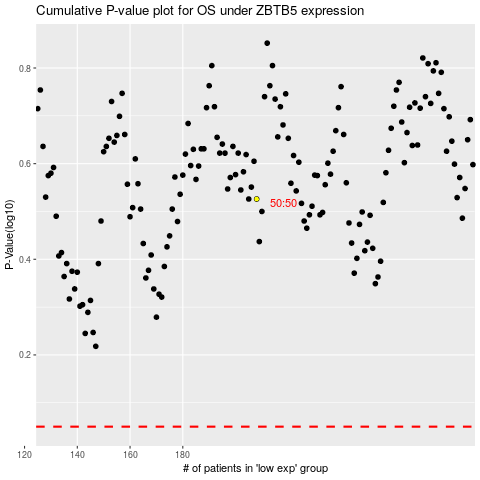 Cumulative P-value plot for OS under ZBTB5 expression
P-Value(log10)
0.8
0.6
0.4
0.2
50:50
120 140 160 180
# of patients in 'low exp' group